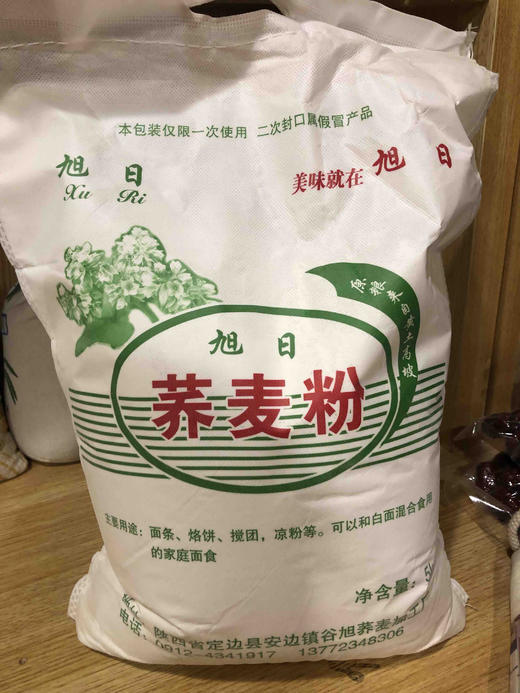 本包装仅限一次使用 二次封口属假冒产品
旭日
Xu Ri
美味就在 旭日
原粮来自黄土高坡
旭日
荞麦粉
主要用途：面条、烙饼、搅团，凉粉等。可以和白面混合食用
的家庭面食
净含量：5
陕西省定边县安边镇谷旭荞麦加工厂
电话：0912-4341917 13772348306